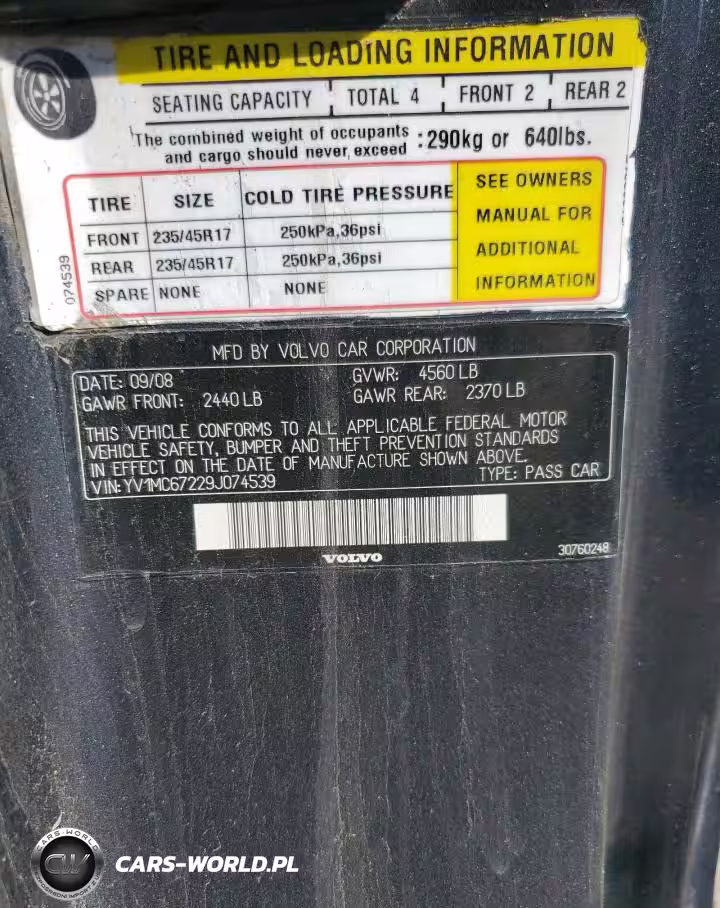 TIRE AND LOADING INFORMATION
SEATING CAPACITY TOTAL 4 FRONT 2 REAR 2
The combined weight of occupants
and cargo should never exceed :290kg or 640lbs.
TIRE SIZE COLD TIRE PRESSURE
FRONT 235/45R17 250kPa,36psi
REAR 235/45R17 250kPa,36psi
SPARE NONE NONE
SEE OWNERS
MANUAL FOR
ADDITIONAL
INFORMATION
074539
MFD BY VOLVO CAR CORPORATION
DATE: 09/08 GVWR: 4560 LB
GAWR FRONT: 2440 LB GAWR REAR: 2370 LB
THIS VEHICLE CONFORMS TO ALL APPLICABLE FEDERAL MOTOR
VEHICLE SAFETY, BUMPER AND THEFT PREVENTION STANDARDS
IN EFFECT ON THE DATE OF MANUFACTURE SHOWN ABOVE.
VIN: YV1MC67229J074539 TYPE: PASS CAR
VOLVO
30760248
CARS-WORLD
CW
CARS-WORLD.PL